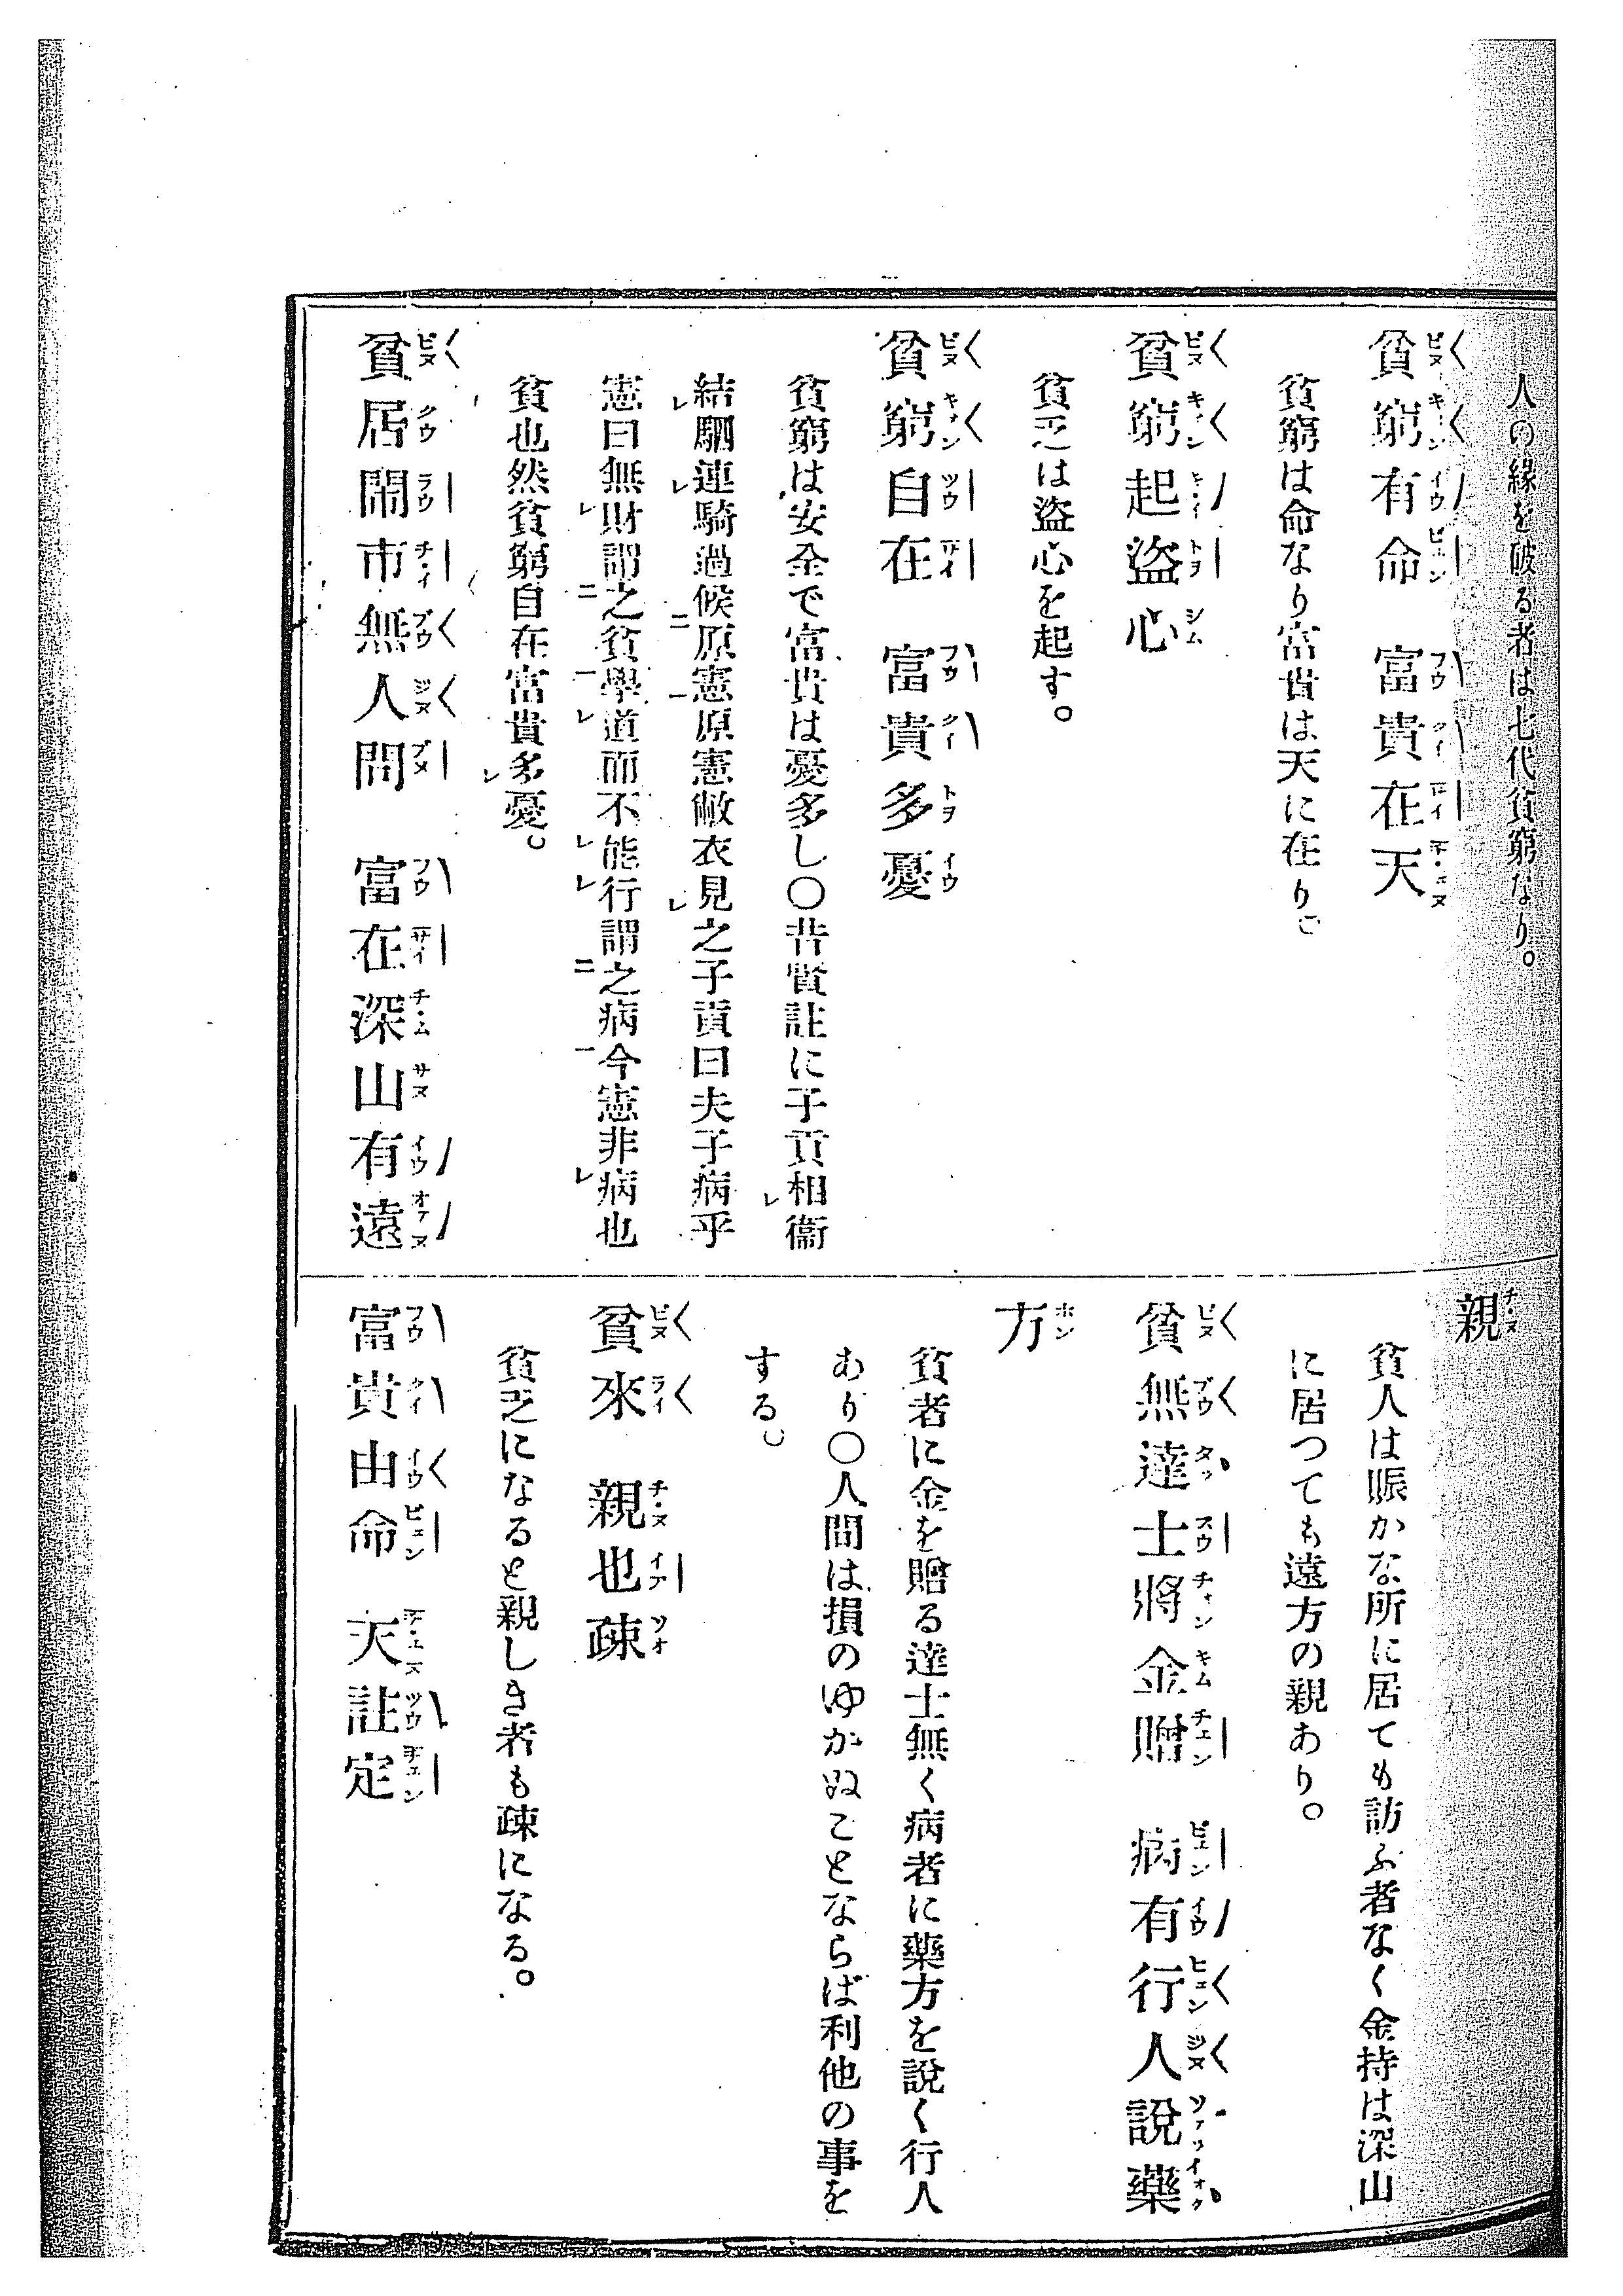 人の緣を破る者は七代貧窮なり。
貧窮有命　富貴在天
貧窮は命なり富貴は天に在り。
貧窮起盜心
貧乏は盜心を起す。
貧窮自在　富貴多憂
貧窮は安全で富貴は憂多し〇昔賢註に子貢相衞
結駟連騎過候原憲原憲敝衣見之子貢曰夫子病乎
憲曰無財謂之貧學道而不能行謂之病今憲非病也
貧也然貧窮自在富貴多憂。
貧居鬧市無人問　富在深山有遠
親
貧人は賑かな所に居ても訪ふ者なく金持は深山
に居つても遠方の親あり。
貧無達士將金贈　病有行人說藥
方
貧者に金を贈る達士無く病者に藥方を說く行人
あり〇人間は損のゆかぬことならば利他の事を
する。
貧來　親也疎
貧乏になると親しき者も疎になる。
富貴由命　天註定